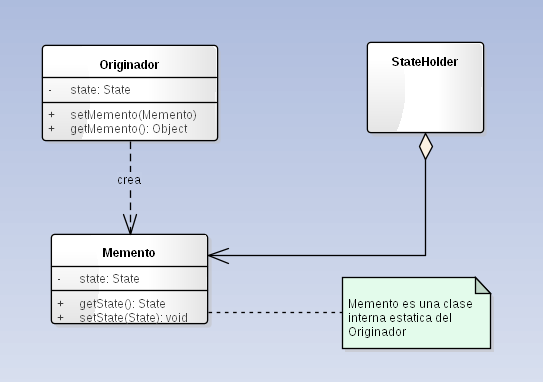 Originador
- state: State
+ setMemento(Memento)
+ getMemento(): Object
StateHolder
crea
Memento
- state: State
+ getState(): State
+ setState(State): void
Memento es una clase
interna estatica del
Originador